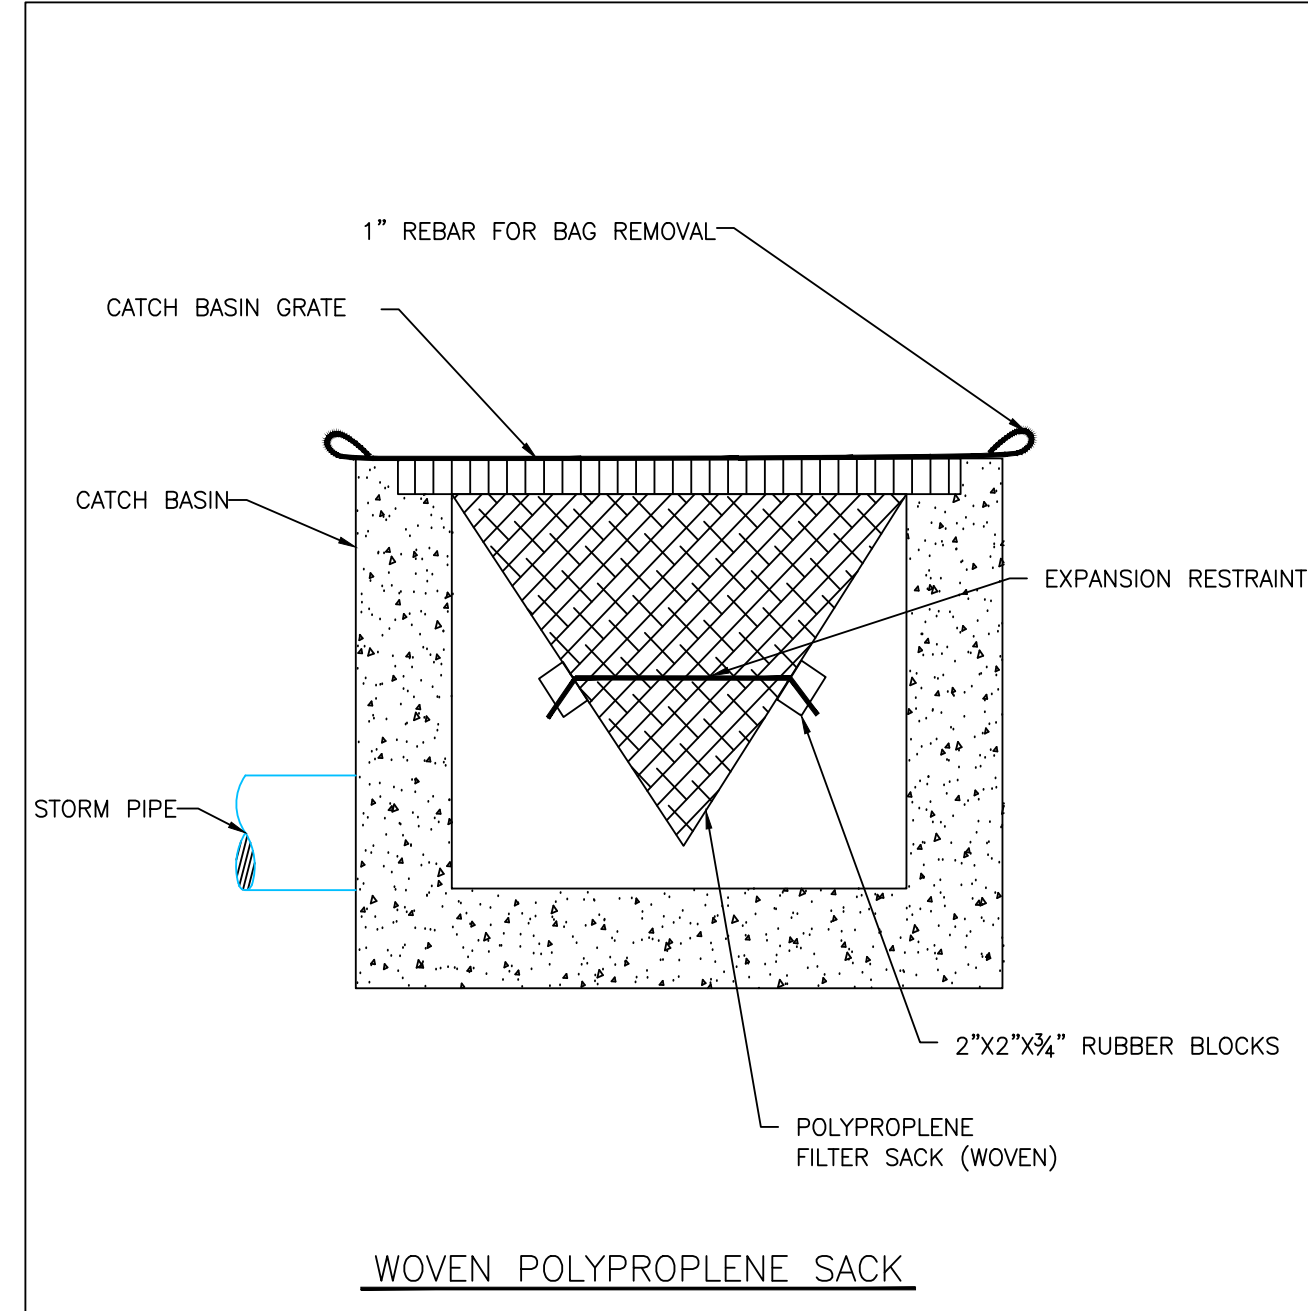 1” REBAR FOR BAG REMOVAL
CATCH BASIN GRATE
CATCH BASIN
EXPANSION RESTRAINT
STORM PIPE
2”X2”X¾” RUBBER BLOCKS
POLYPROPLENE
FILTER SACK (WOVEN)
WOVEN POLYPROPLENE SACK